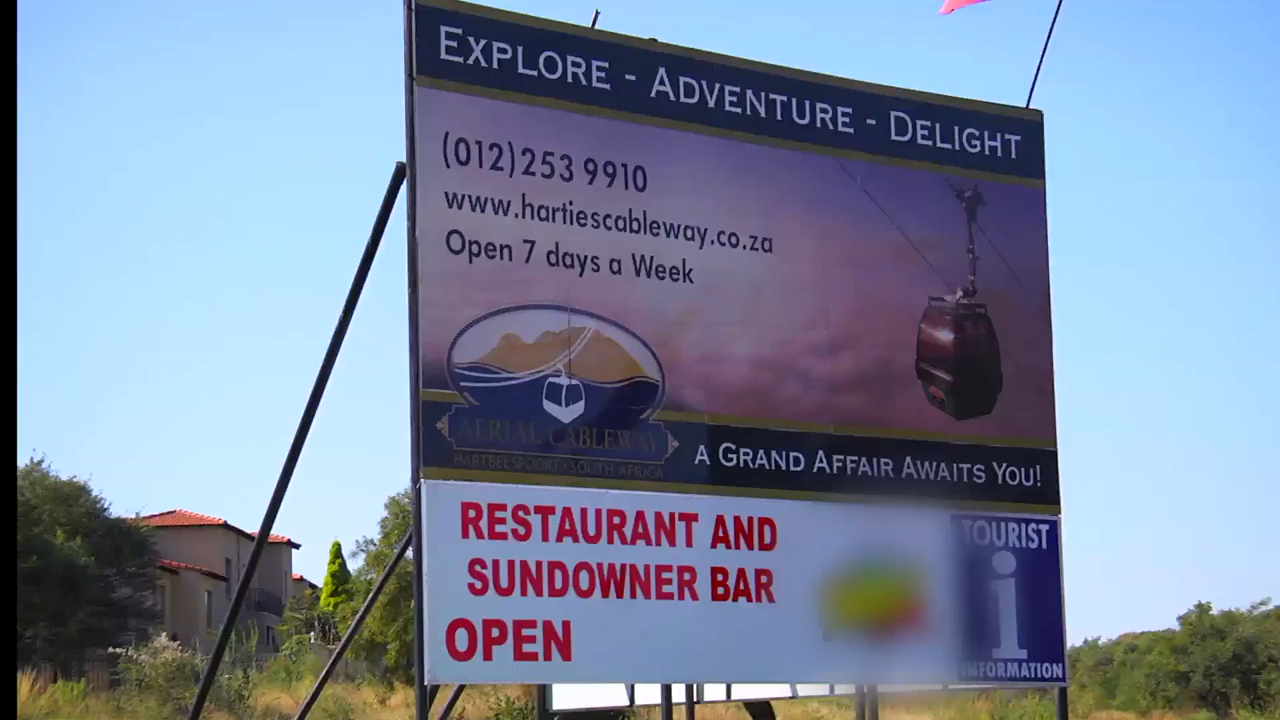 EXPLORE - ADVENTURE - DELIGHT
(012)253 9910
www.hartiescableway.co.za
Open 7 days a Week
AERIAL CABLEWAY
HARTBEESPOORT • SOUTH AFRICA
A GRAND AFFAIR AWAITS YOU!
RESTAURANT AND
SUNDOWNER BAR
OPEN
TOURIST
i
INFORMATION